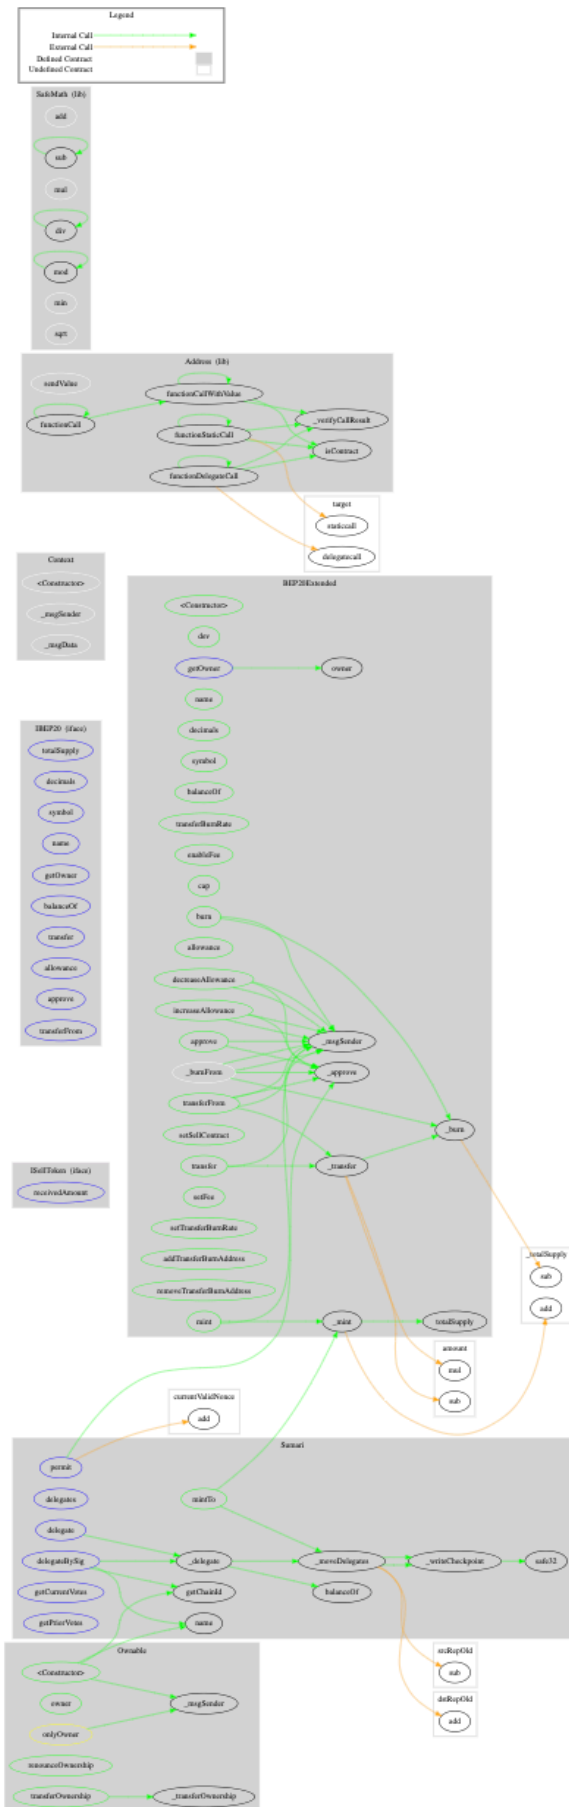 Legend
Internal Call
External Call
Defined Contract
Undefined Contract
SafeMath (lib)
add
sub
mul
div
mod
min
sqrt
Address (lib)
sendValue
functionCallWithValue
functionCall
_verifyCallResult
functionStaticCall
isContract
functionDelegateCall
target
staticcall
delegatecall
Context
<Constructor>
_msgSender
_msgData
BEP20Extended
<Constructor>
dev
getOwner
owner
name
decimals
symbol
balanceOf
transferBurnRate
enableFee
cap
burn
allowance
decreaseAllowance
increaseAllowance
approve
_msgSender
_burnFrom
_approve
transferFrom
_burn
setSellContract
transfer
_transfer
setFee
setTransferBurnRate
addTransferBurnAddress
removeTransferBurnAddress
mint
_mint
totalSupply
IBEP20 (iface)
totalSupply
decimals
symbol
name
getOwner
balanceOf
transfer
allowance
approve
transferFrom
ISellToken (iface)
receivedAmount
_totalSupply
sub
add
amount
mul
sub
currentValidNonce
add
permit
delegates
mintTo
delegate
delegateBySig
_delegate
_moveDelegates
_writeCheckpoint
safe32
getCurrentVotes
getChainId
balanceOf
getPriorVotes
name
Ownable
<Constructor>
owner
_msgSender
onlyOwner
renounceOwnership
transferOwnership
_transferOwnership
srcRepOld
sub
dstRepOld
add